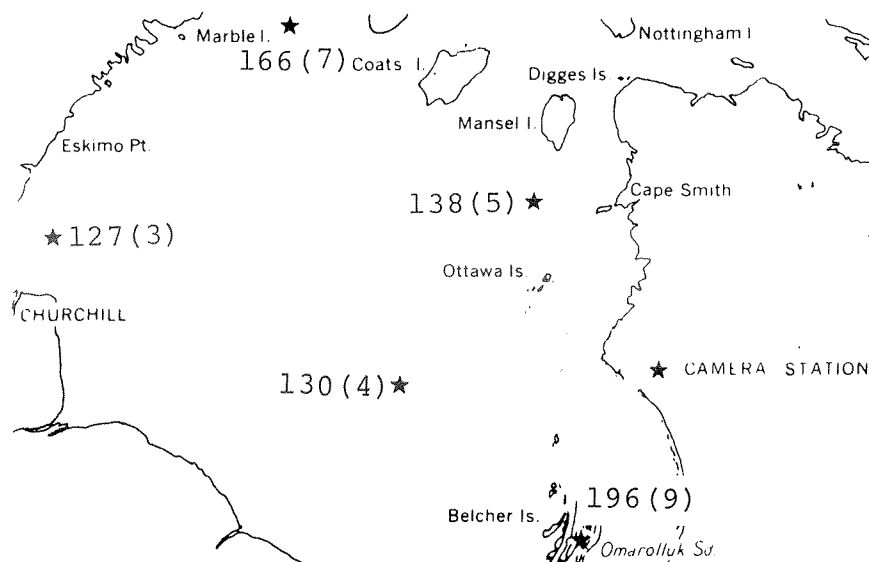 Marble I.
Nottingham I
166(7)
Coats I.
Digges Is.
Mansel I.
Eskimo Pt.
Cape Smith
138(5)
127(3)
Ottawa Is.
CHURCHILL
CAMERA STATION
130(4)
196(9)
Belcher Is.
Omarolluk Sd.